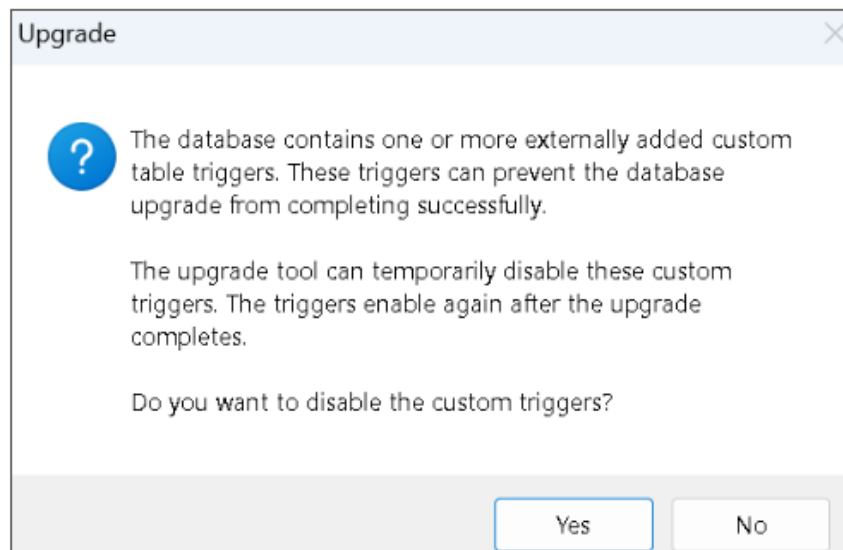 Upgrade
?
The database contains one or more externally added custom
table triggers. These triggers can prevent the database
upgrade from completing successfully.
The upgrade tool can temporarily disable these custom
triggers. The triggers enable again after the upgrade
completes.
Do you want to disable the custom triggers?
Yes
No